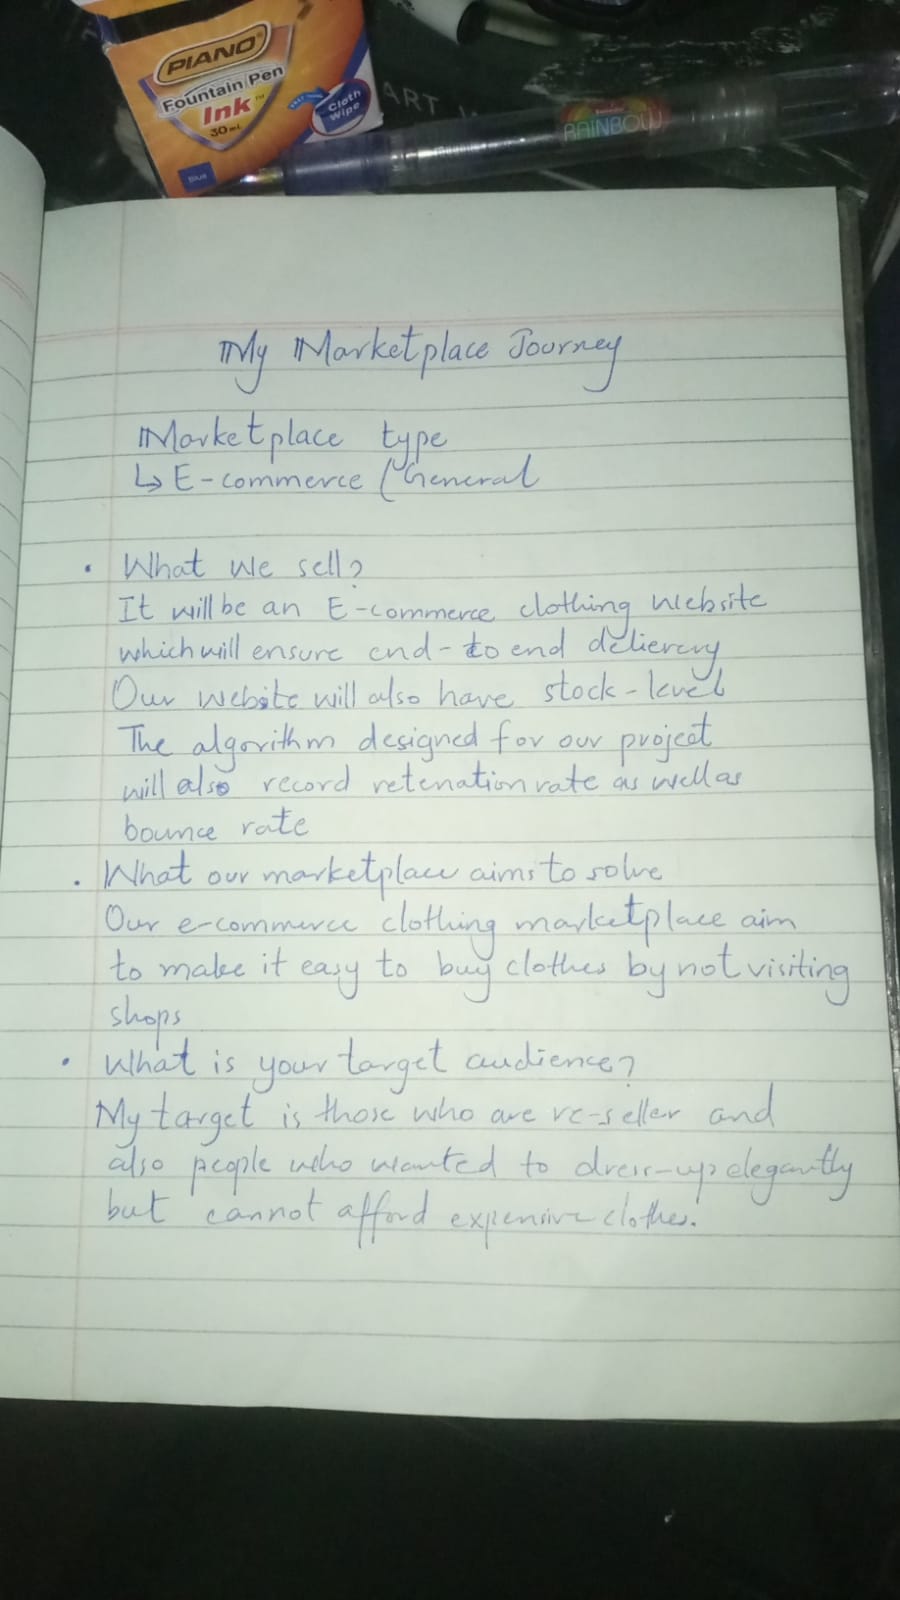 PIANO
Fountain Pen
Ink™
30 mL
Cloth
Wipe
Blue
ART
RAINBOW
My Marketplace Journey
Marketplace type
↳ E-commerce (General
• What we sell?
It will be an E-commerce clothing website
which will ensure end-to end delievery
Our website will also have stock-level
The algorithm designed for our project
will also record retenation rate as well as
bounce rate
• What our marketplace aims to solve
Our e-commerce clothing marketplace aim
to make it easy to buy clothes by not visiting
shops
• What is your target audience?
My target is those who are re-seller and
also people who wanted to dress-up elegantly
but cannot afford expensive clothes.